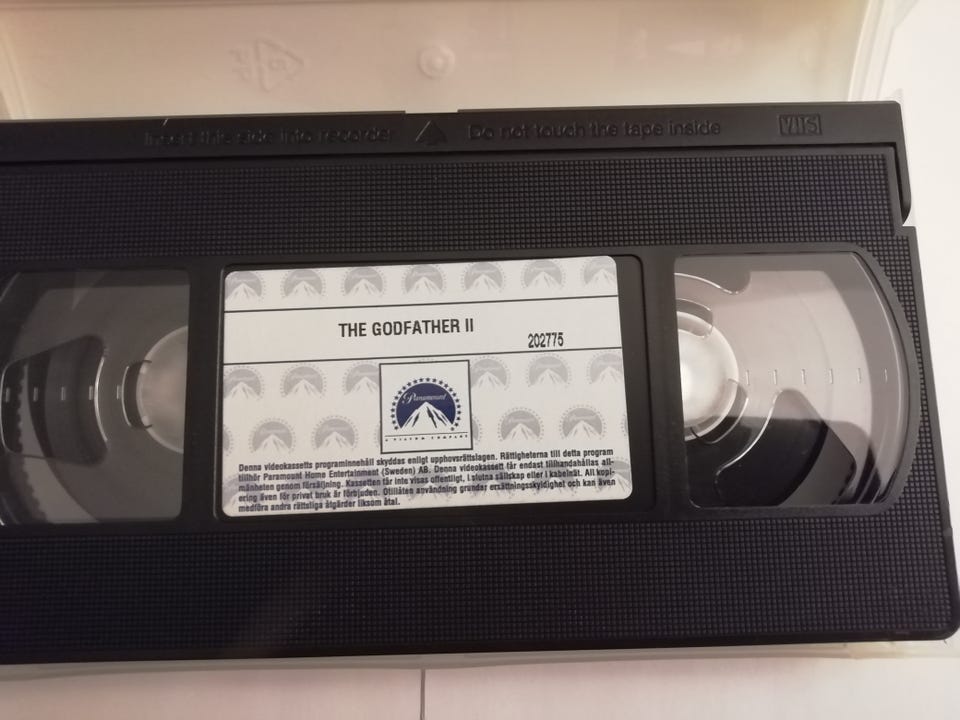 Insert this side into recorder Do not touch the tape inside VHS
THE GODFATHER II
202775
Paramount
A VIACOM COMPANY
Denna videokassetts programinnehåll skyddas enligt upphovsrättslagen. Rättigheterna till detta program
tillhör Paramount Home Entertainment (Sweden) AB. Denna videokassett får endast tillhandahållas all-
mänheten genom försäljning. Kassetten får inte visas offentligt, i slutna sällskap eller i kabelnät. All kopi-
ering även för privat bruk är förbjuden. Otillåten användning grundar ersättningsskyldighet och kan även
medföra andra rättsliga åtgärder liksom åtal.